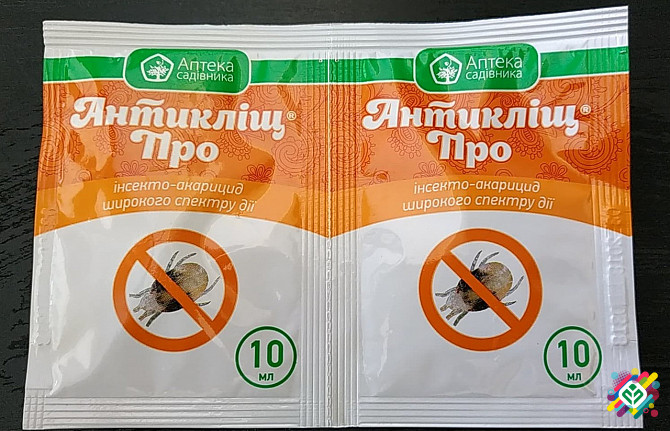 Аптека
садівника
Антикліщ®
Про
інсекто-акарицид
широкого спектру дії
10
мл
Аптека
садівника
Антикліщ®
Про
інсекто-акарицид
широкого спектру дії
10
мл